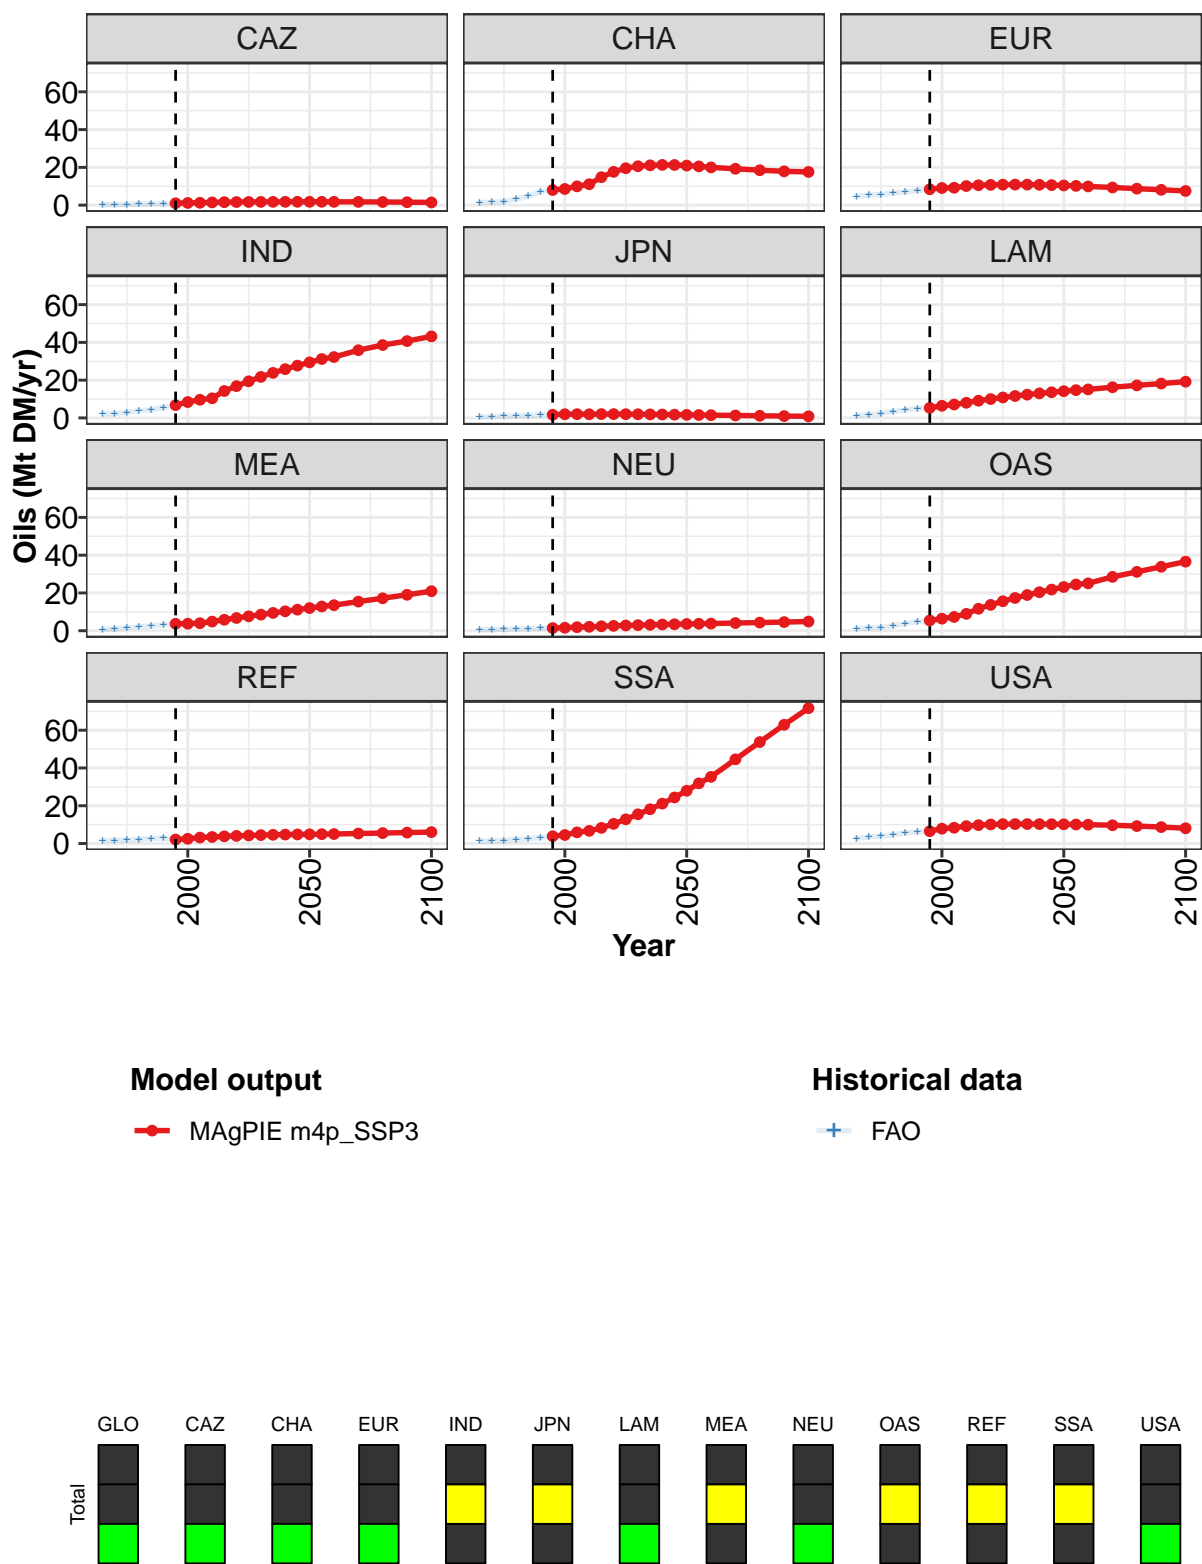 CAZ CHA EUR
60
40
20
0
IND JPN LAM
60
40
20
0
MEA NEU OAS
60
40
20
0
REF SSA USA
60
40
20
0
Oils (Mt DM/yr)
2000 2050 2100 2000 2050 2100 2000 2050 2100
Year
Model output Historical data
MAgPIE m4p_SSP3 FAO
GLO CAZ CHA EUR IND JPN LAM MEA NEU OAS REF SSA USA
Total